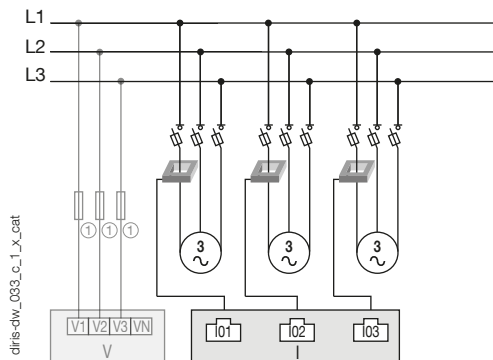 L1
L2
L3
① ① ①
3 3 3
∼ ∼ ∼
V1 V2 V3 VN
V
I01 I02 I03
I
diris-dw_033_c_1_x_cat